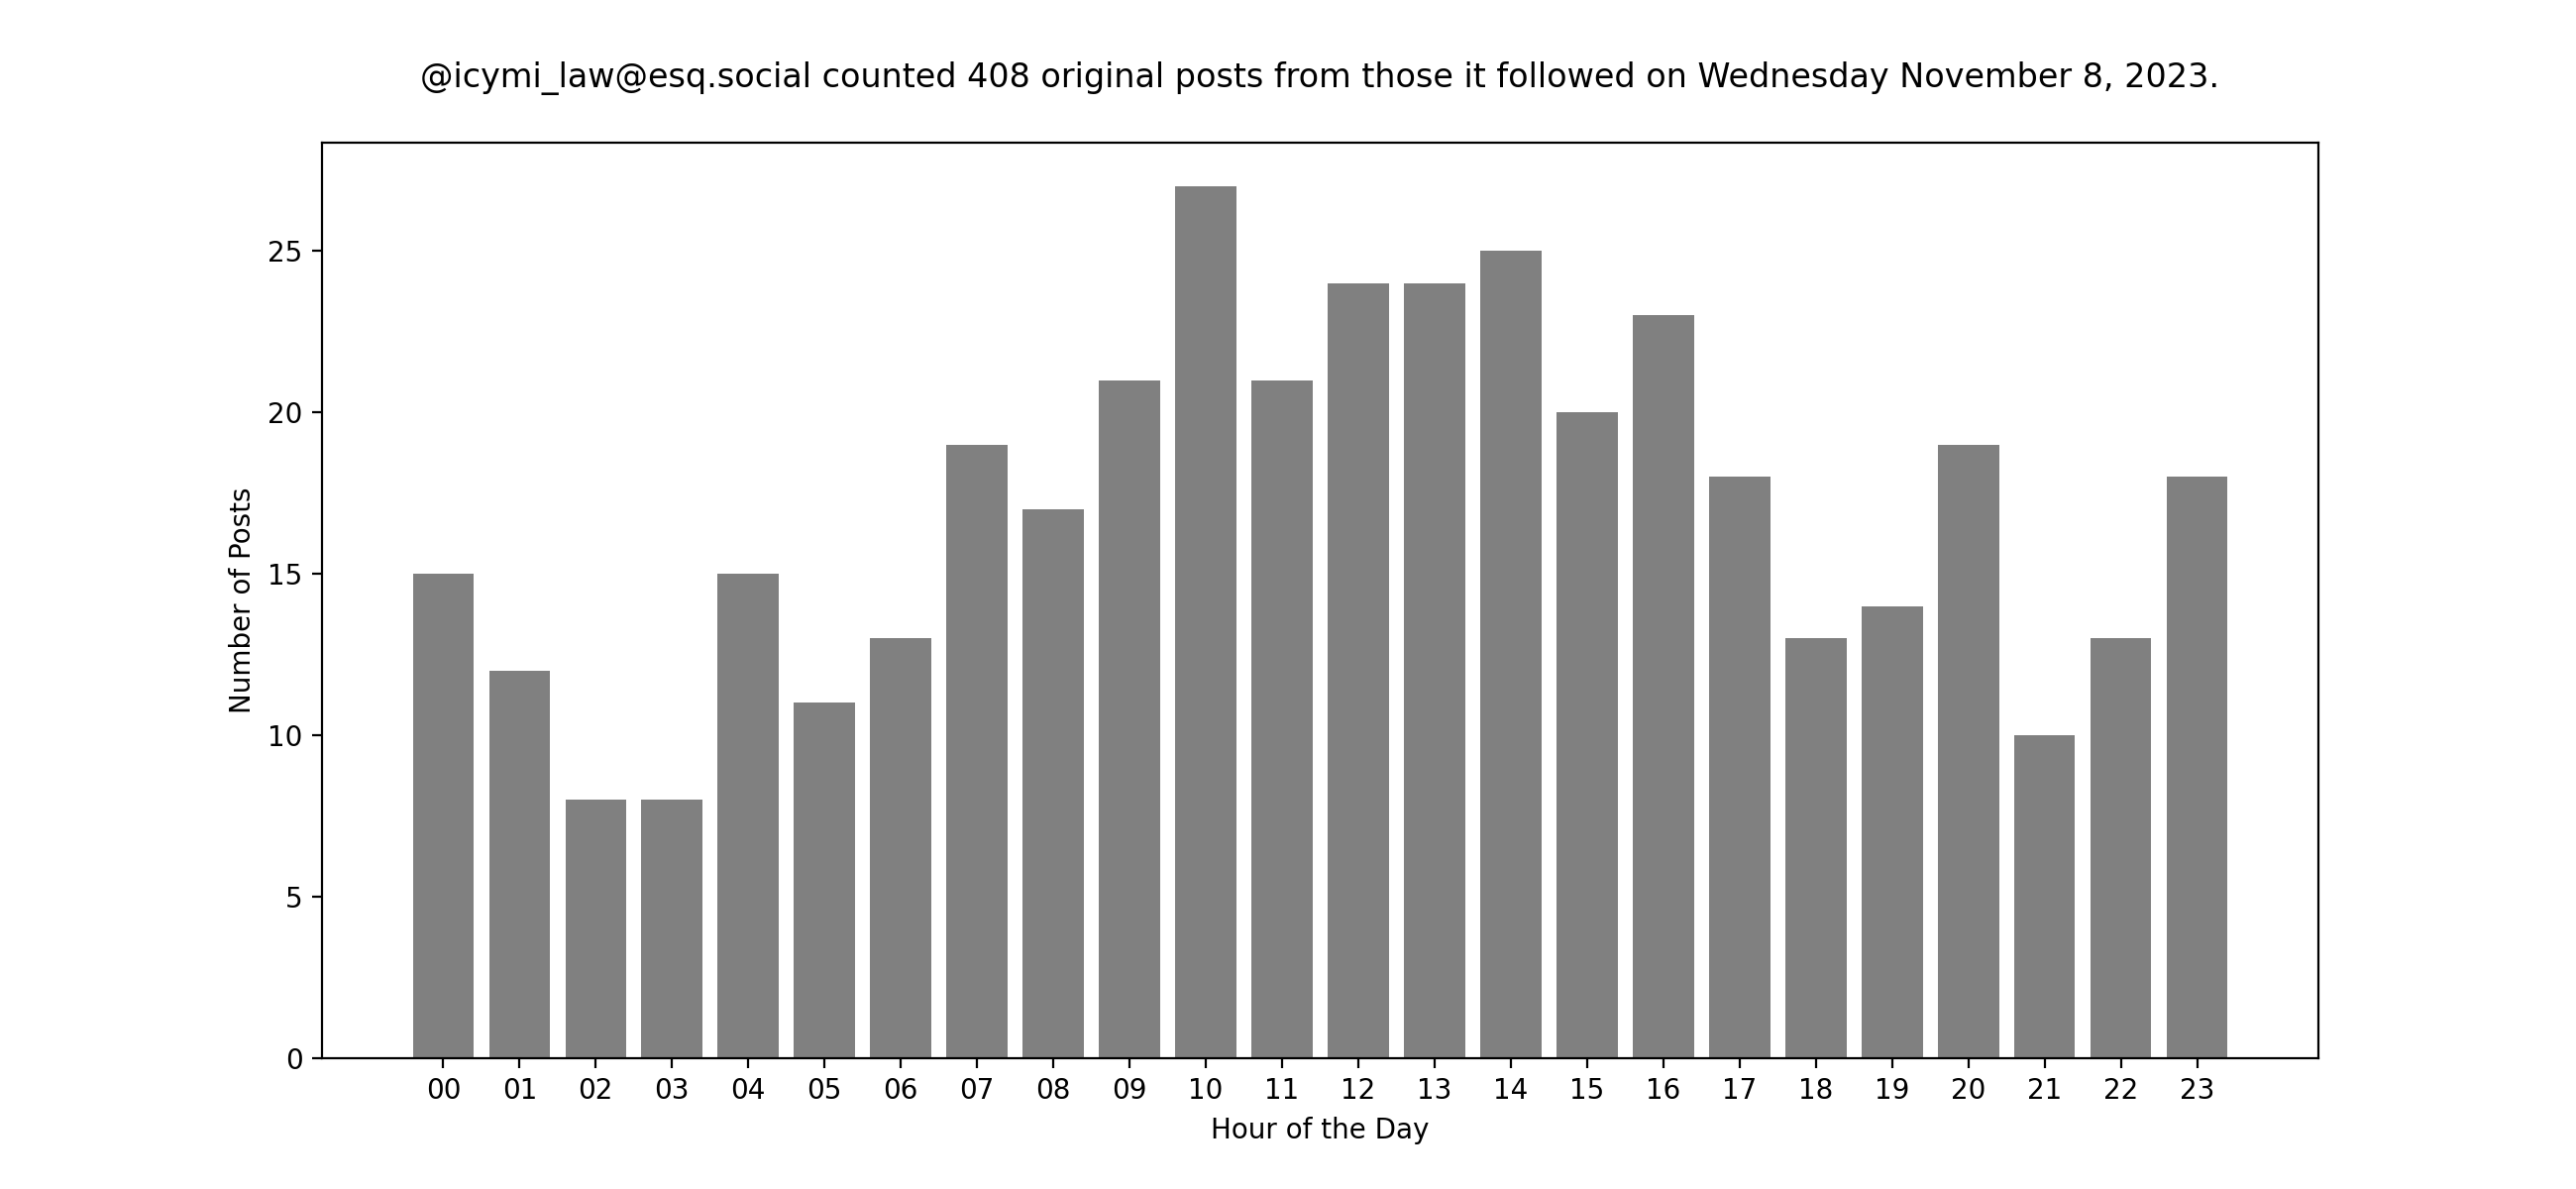 @icymi_law@esq.social counted 408 original posts from those it followed on Wednesday November 8, 2023.
25
20
15
10
5
0
Number of Posts
00 01 02 03 04 05 06 07 08 09 10 11 12 13 14 15 16 17 18 19 20 21 22 23
Hour of the Day